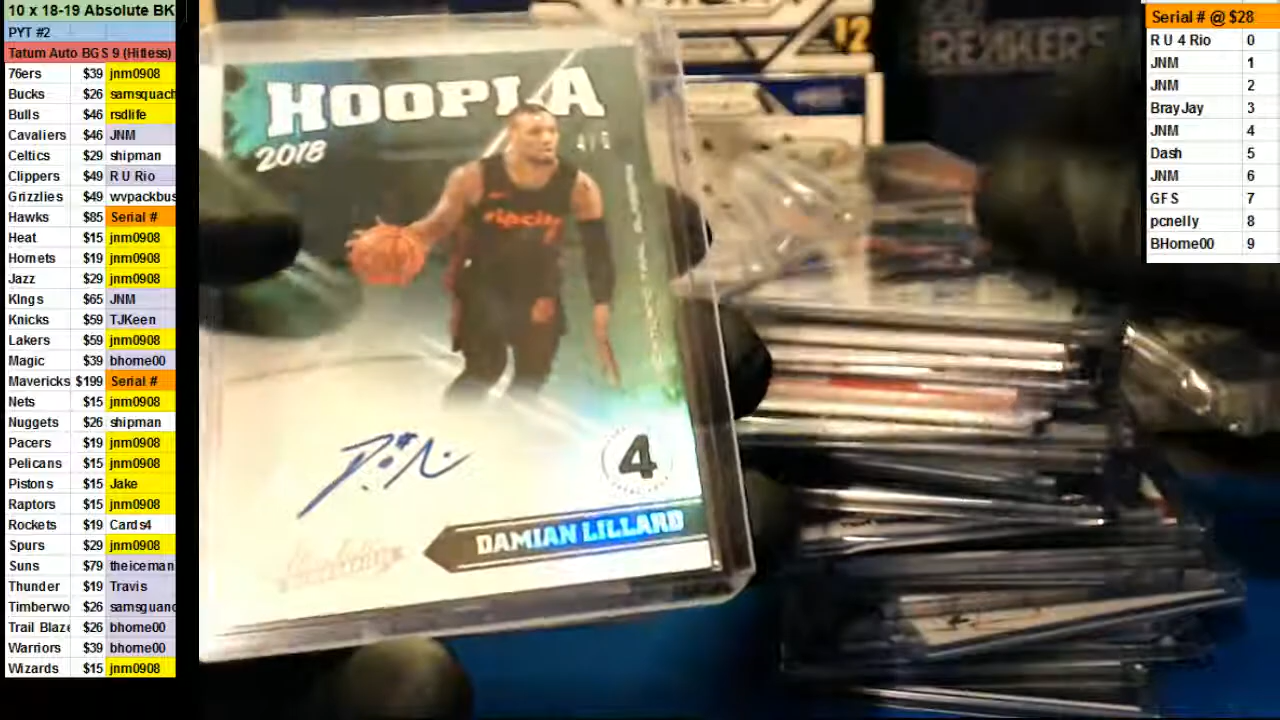 10 x 18-19 Absolute BK
PYT #2
Tatum Auto BGS 9 (Hitless)
76ers $39 jnm0908
Bucks $26 samsquach
Bulls $46 rsdlife
Cavaliers $46 JNM
Celtics $29 shipman
Clippers $49 R U Rio
Grizzlies $49 wvpackbus
Hawks $85 Serial #
Heat $15 jnm0908
Hornets $19 jnm0908
Jazz $29 jnm0908
Kings $65 JNM
Knicks $59 TJKeen
Lakers $59 jnm0908
Magic $39 bhome00
Mavericks $199 Serial #
Nets $15 jnm0908
Nuggets $26 shipman
Pacers $19 jnm0908
Pelicans $15 jnm0908
Pistons $15 Jake
Raptors $15 jnm0908
Rockets $19 Cards4
Spurs $29 jnm0908
Suns $79 theiceman
Thunder $19 Travis
Timberwo $26 samsguand
Trail Blaze $26 bhome00
Warriors $39 bhome00
Wizards $15 jnm0908
HOOPLA
2018
4/5
ripcity
4
DAMIAN LILLARD
12
BREAKERS
Serial # @ $28
R U 4 Rio 0
JNM 1
JNM 2
BrayJay 3
JNM 4
Dash 5
JNM 6
GFS 7
pcnelly 8
BHome00 9